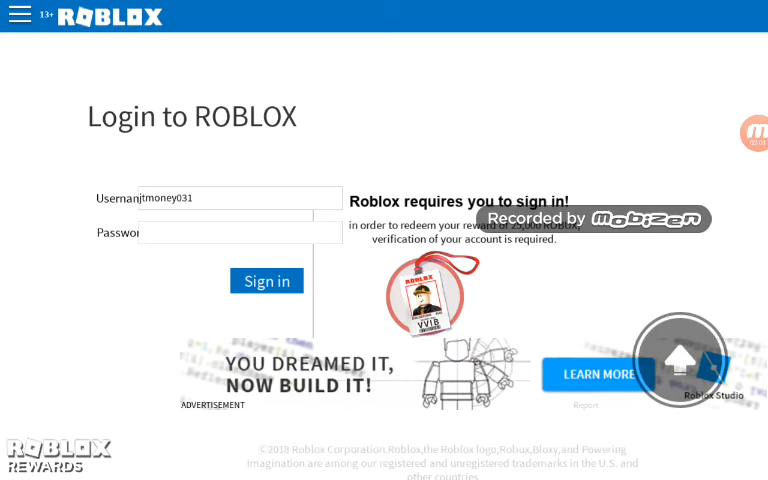 13+ ROBLOX
Login to ROBLOX
Usernam jtmoney031
Roblox requires you to sign in!
Recorded by mobizen
in order to redeem your reward of 25,000 ROBUX,
Passwor
verification of your account is required.
Sign in
ROBLOX
VVIB
YOU DREAMED IT,
NOW BUILD IT!
LEARN MORE
Roblox Studio
ADVERTISEMENT
Report
ROBLOX
REWARDS
©2018 Roblox Corporation.Roblox,the Roblox logo,Robux,Bloxy,and Powering
Imagination are among our registered and unregistered trademarks in the U.S. and
other countries